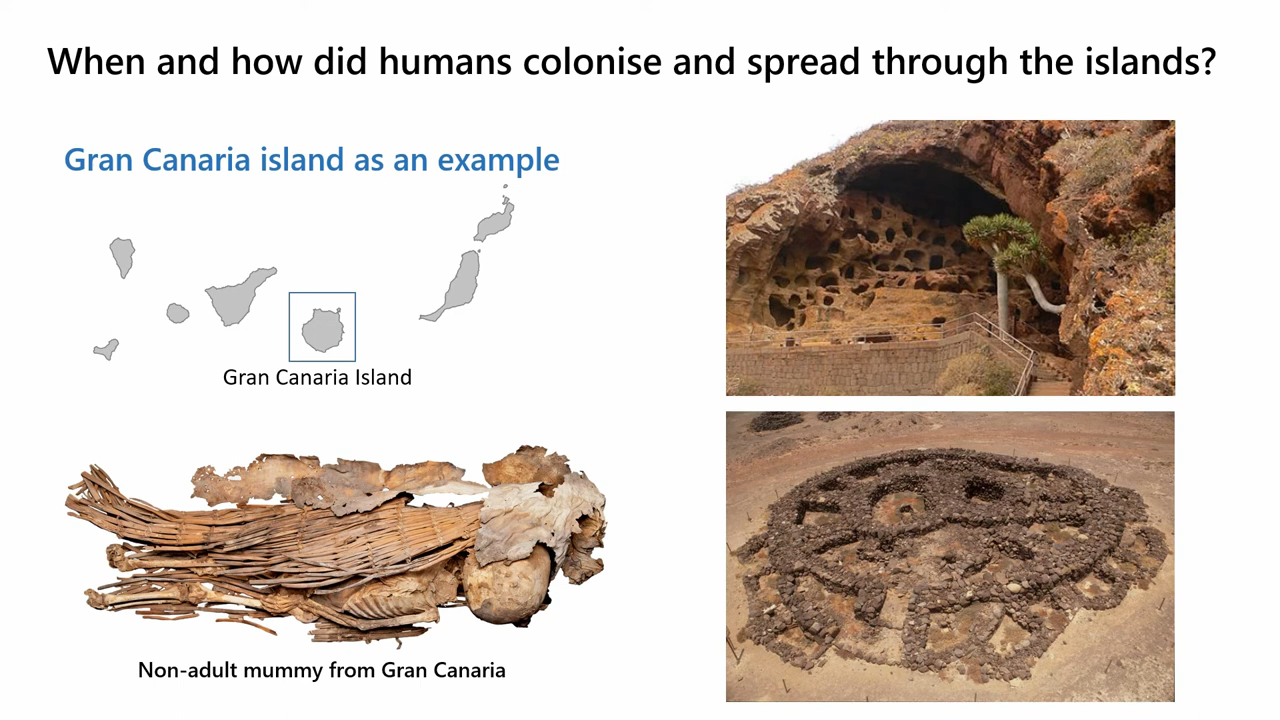 When and how did humans colonise and spread through the islands?
Gran Canaria island as an example
Gran Canaria Island
Non-adult mummy from Gran Canaria